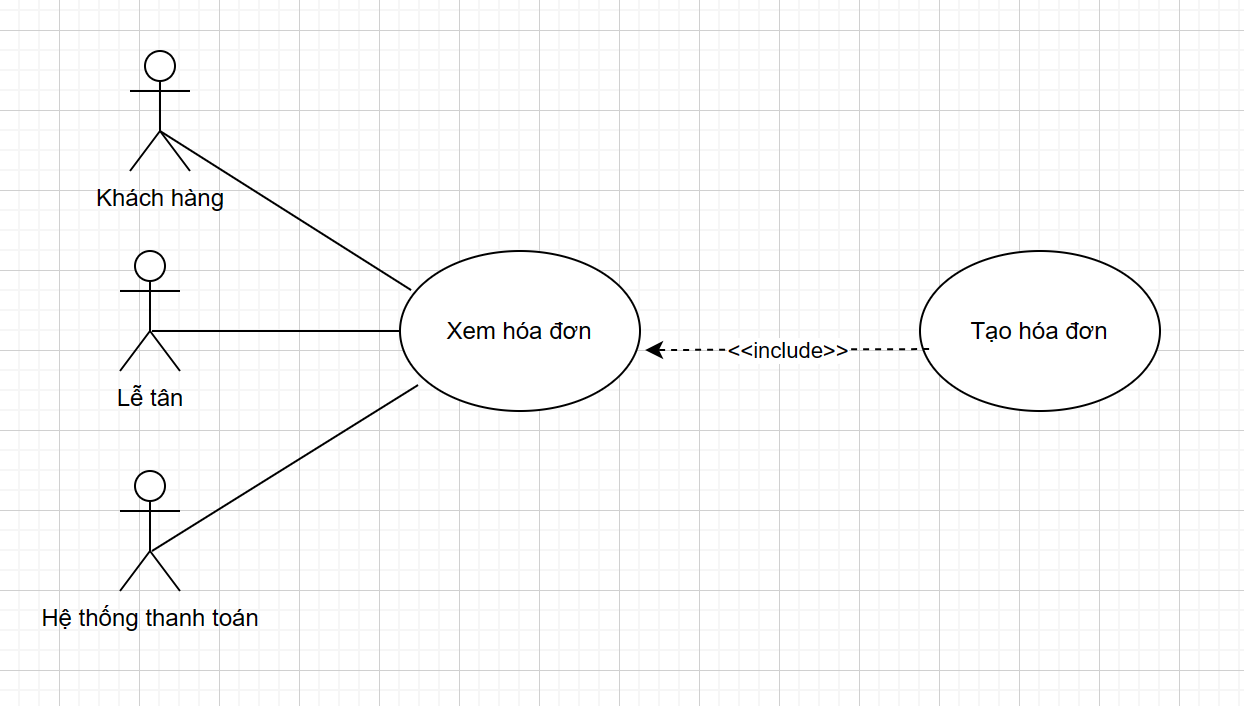 Khách hàng
Lễ tân
Hệ thống thanh toán
Xem hóa đơn
<<include>>
Tạo hóa đơn